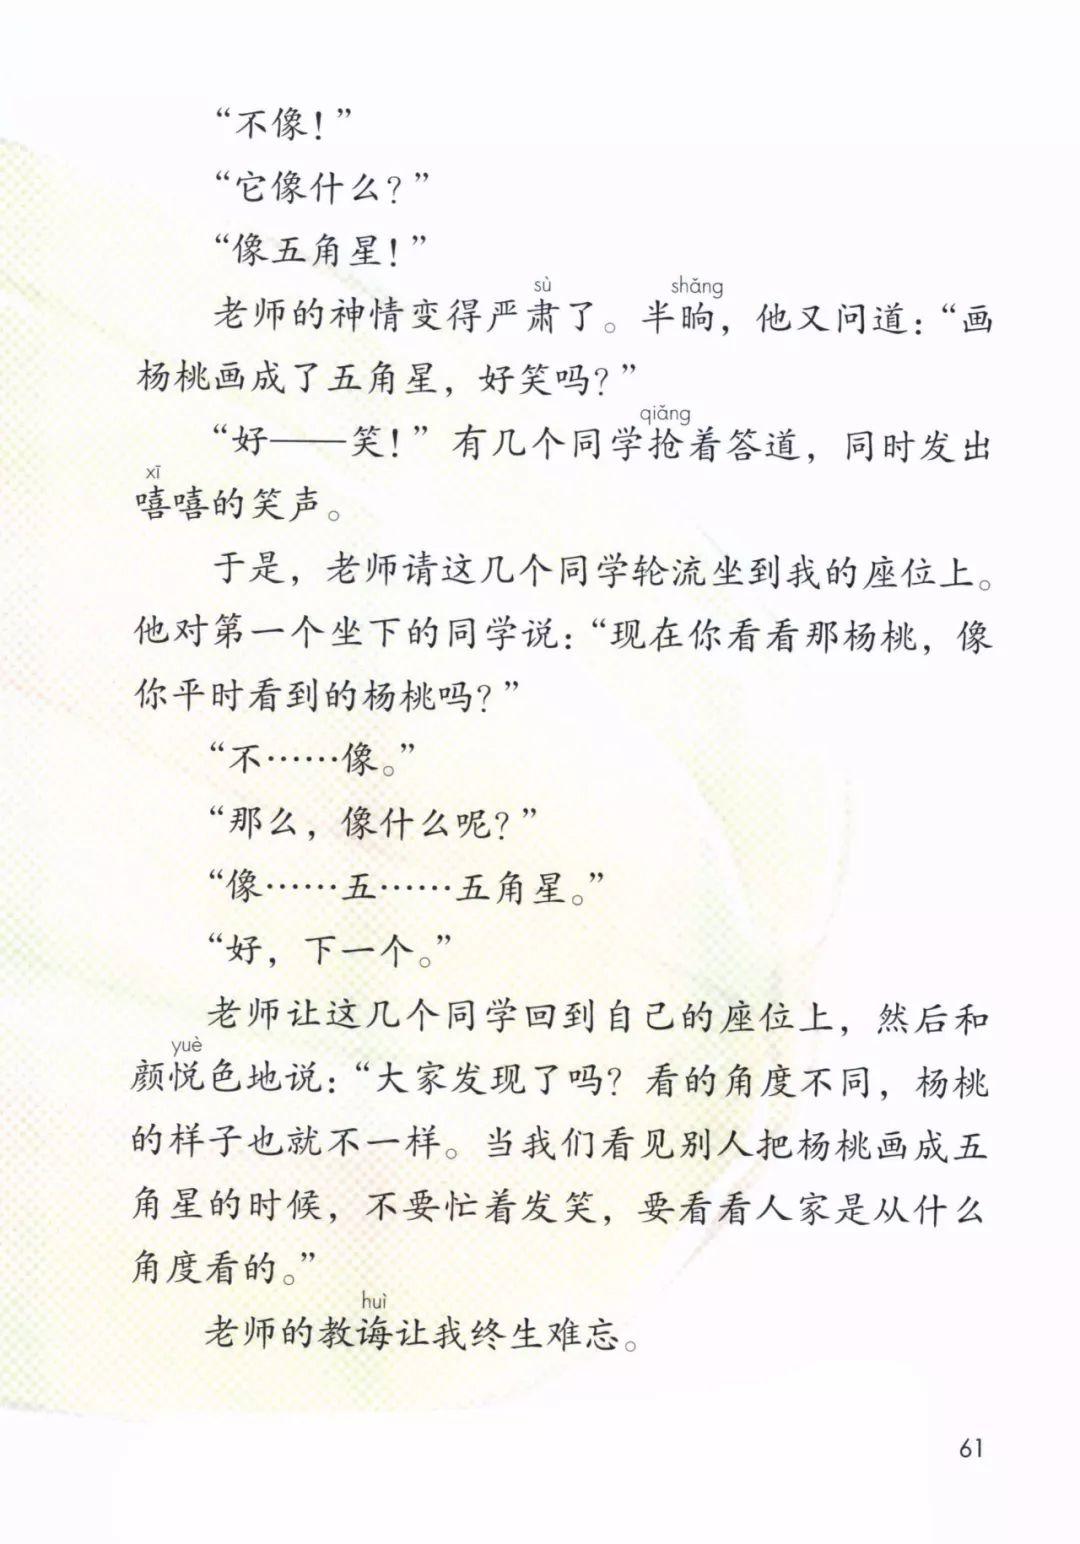 “不像！”
“它像什么？”
“像五角星！”
sù shǎng
老师的神情变得严肃了。半晌，他又问道：“画
杨桃画成了五角星，好笑吗？”
qiǎng
“好——笑！”有几个同学抢着答道，同时发出
xī
嘻嘻的笑声。
于是，老师请这几个同学轮流坐到我的座位上。
他对第一个坐下的同学说：“现在你看看那杨桃，像
你平时看到的杨桃吗？”
“不……像。”
“那么，像什么呢？”
“像……五……五角星。”
“好，下一个。”
老师让这几个同学回到自己的座位上，然后和
yuè
颜悦色地说：“大家发现了吗？看的角度不同，杨桃
的样子也就不一样。当我们看见别人把杨桃画成五
角星的时候，不要忙着发笑，要看看人家是从什么
角度看的。”
huì
老师的教诲让我终生难忘。
61